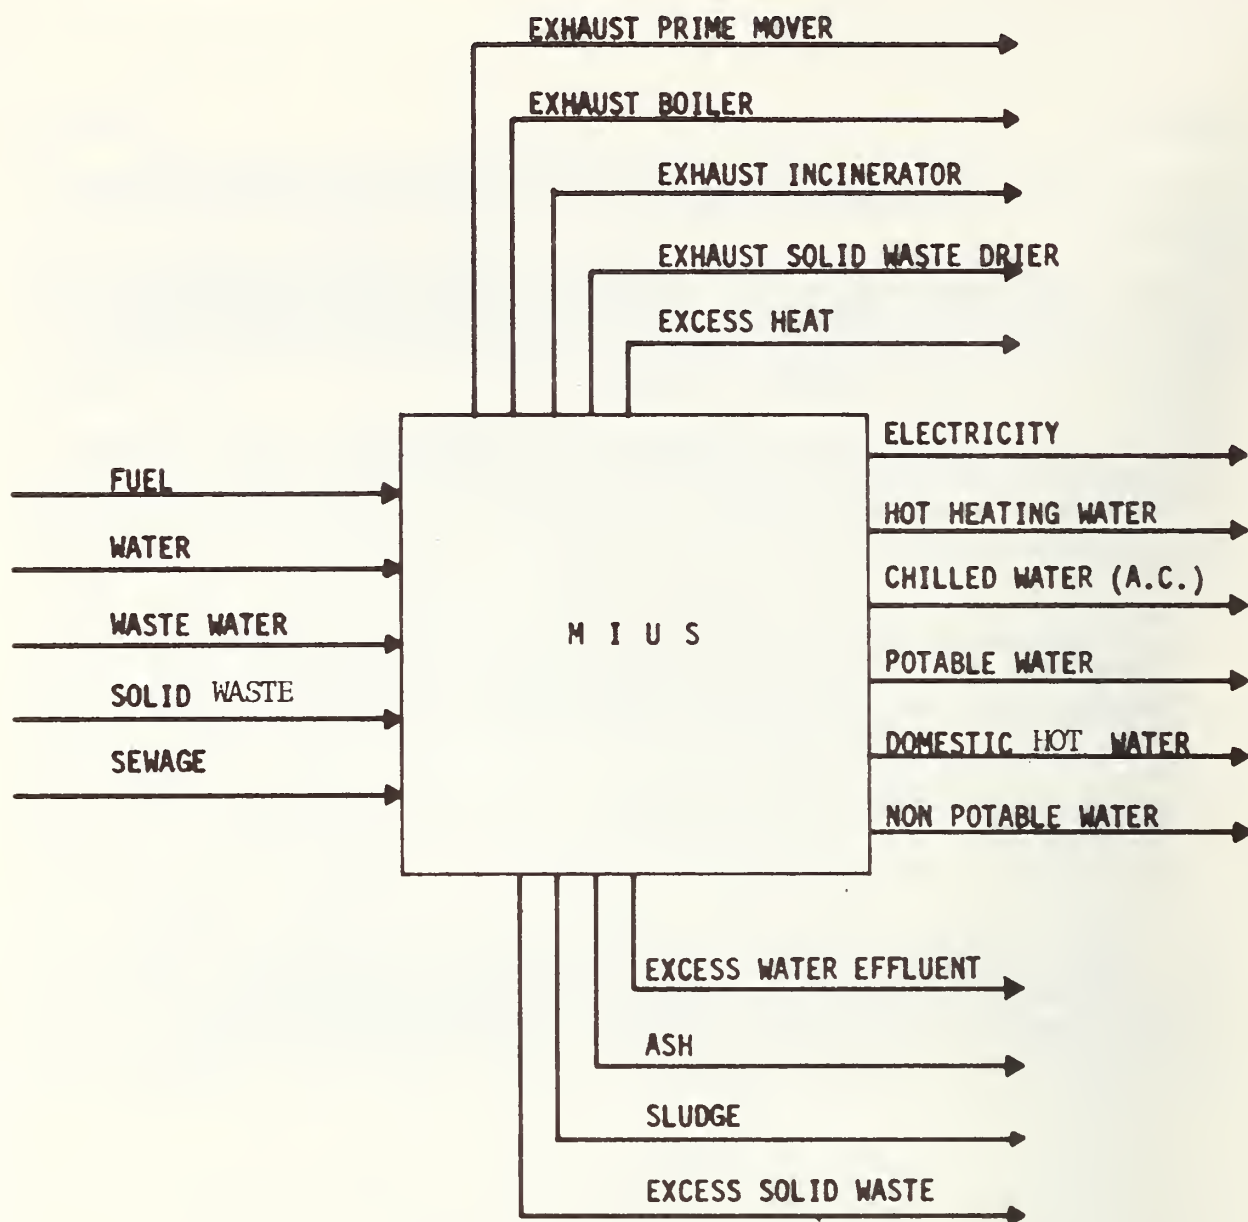 EXHAUST PRIME MOVER
EXHAUST BOILER
EXHAUST INCINERATOR
EXHAUST SOLID WASTE DRIER
EXCESS HEAT
FUEL
WATER
WASTE WATER
SOLID WASTE
SEWAGE
M I U S
ELECTRICITY
HOT HEATING WATER
CHILLED WATER (A.C.)
POTABLE WATER
DOMESTIC HOT WATER
NON POTABLE WATER
EXCESS WATER EFFLUENT
ASH
SLUDGE
EXCESS SOLID WASTE